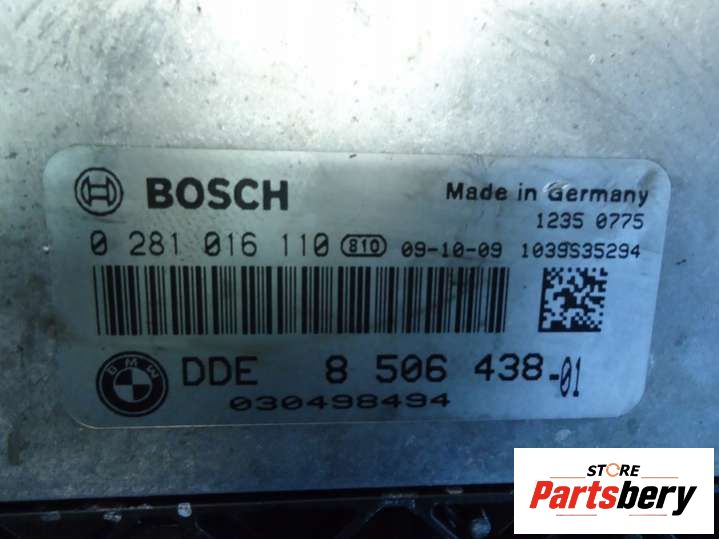 BOSCH
Made in Germany
1235 0775
0 281 016 110 810 09-10-09 1039S35294
BMW
DDE 8 506 438-01
030498494
STORE
Partsbery